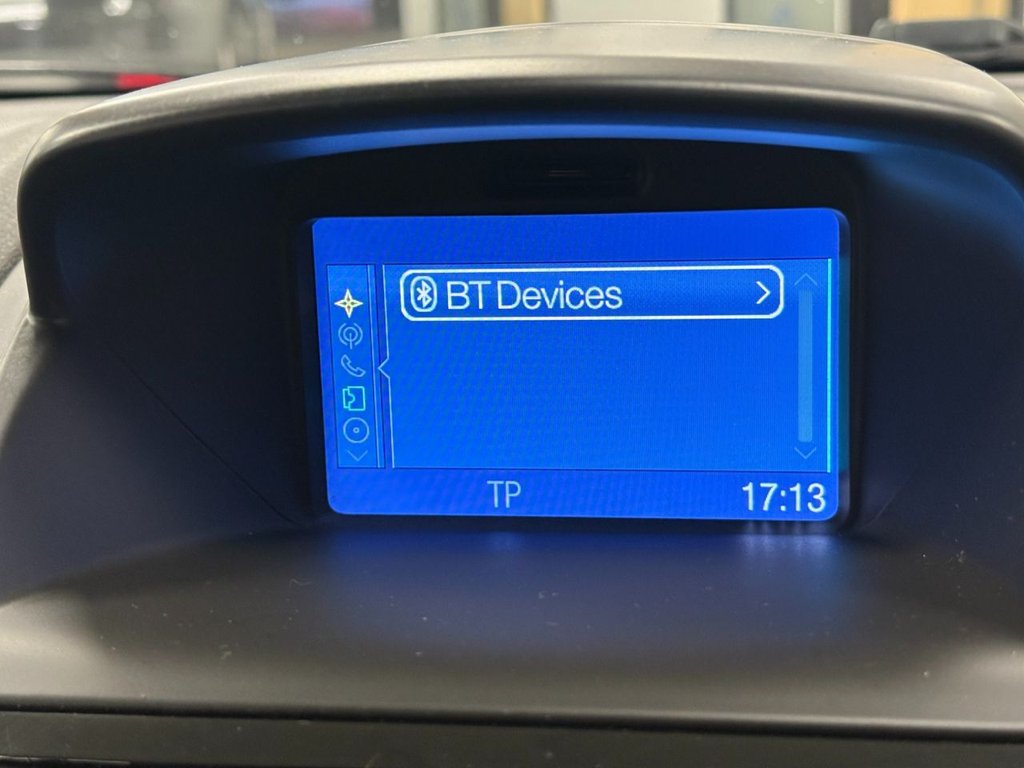 BT Devices
TP
17:13